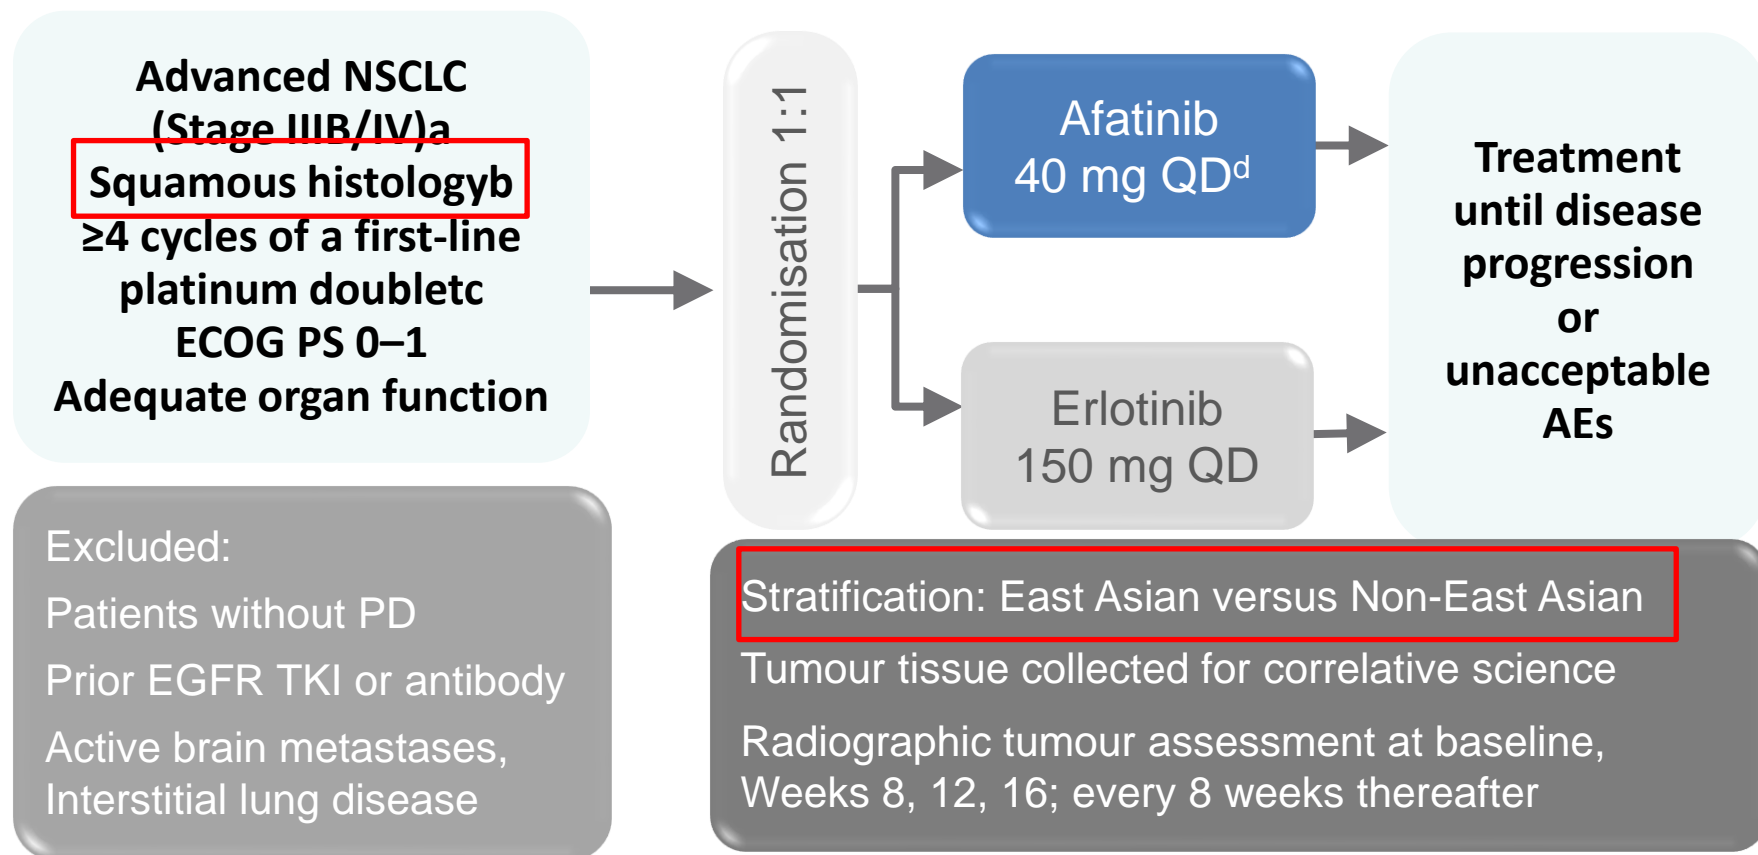 Advanced NSCLC
(Stage IIIB/IV)a
Squamous histologyb
≥4 cycles of a first-line
platinum doubletc
ECOG PS 0–1
Adequate organ function
Excluded:
Patients without PD
Prior EGFR TKI or antibody
Active brain metastases,
Interstitial lung disease
Randomisation 1:1
Afatinib
40 mg QDᵈ
Erlotinib
150 mg QD
Treatment
until disease
progression
or
unacceptable
AEs
Stratification: East Asian versus Non-East Asian
Tumour tissue collected for correlative science
Radiographic tumour assessment at baseline,
Weeks 8, 12, 16; every 8 weeks thereafter